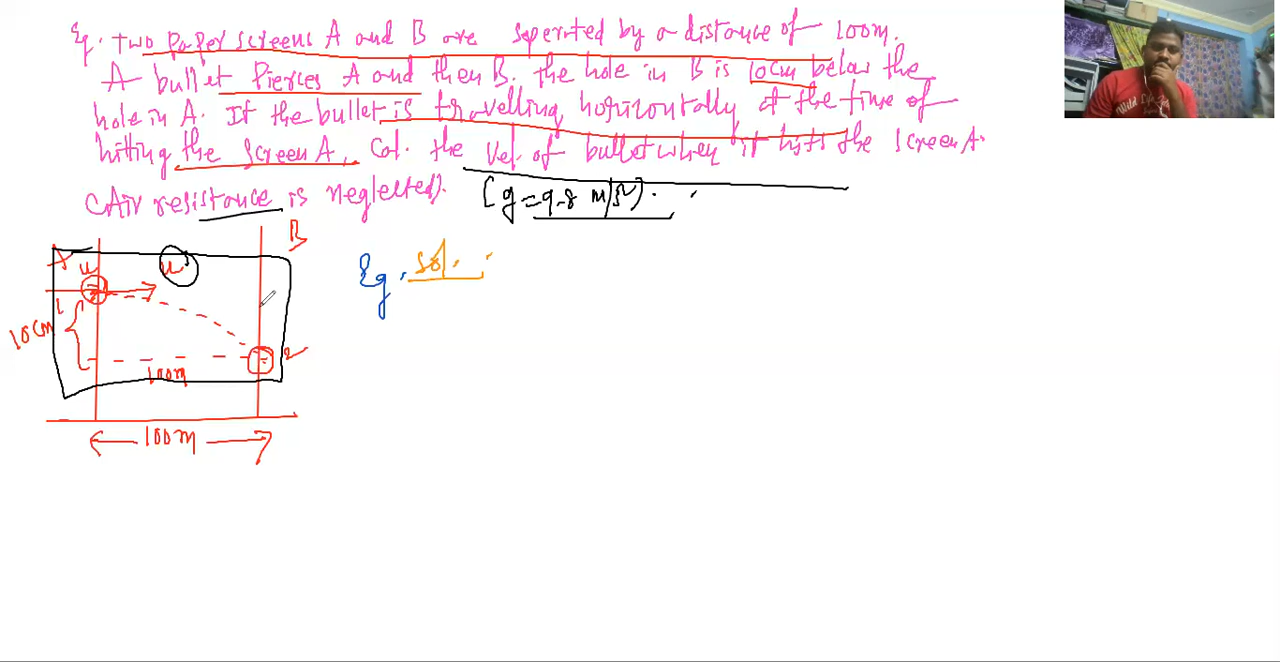 Eg. Two Paper screens A and B are seperated by a distance of 100m.
A bullet Pierces A and then B. The hole in B is 10cm below the
hole in A. If the bullet is travelling horizontally at the time of
hitting the screen A, Cal. the Vel. of bullet when it hits the screen A.
(Air resistance is neglected). [g=9.8 m/s²].
A u u B
10cm
100m
100m
Eg. Sol.